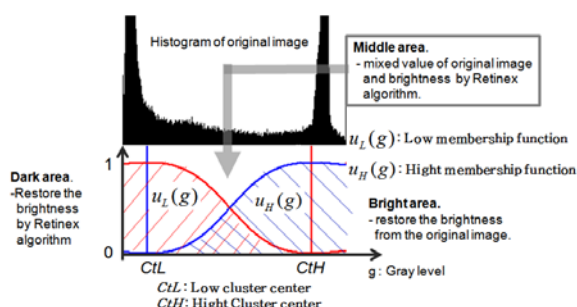 Histogram of original image
Middle area.
- mixed value of original image
and brightness by Retinex
algorithm.
u_L(g) : Low membership function
u_H(g) : Hight membership function
Dark area.
-Restore the
brightness
by Retinex
algorithm
1
0
u_L(g)
u_H(g)
Bright area.
- restore the brightness
from the original image.
CtL
CtH
g : Gray level
CtL : Low cluster center
CtH : Hight Cluster center